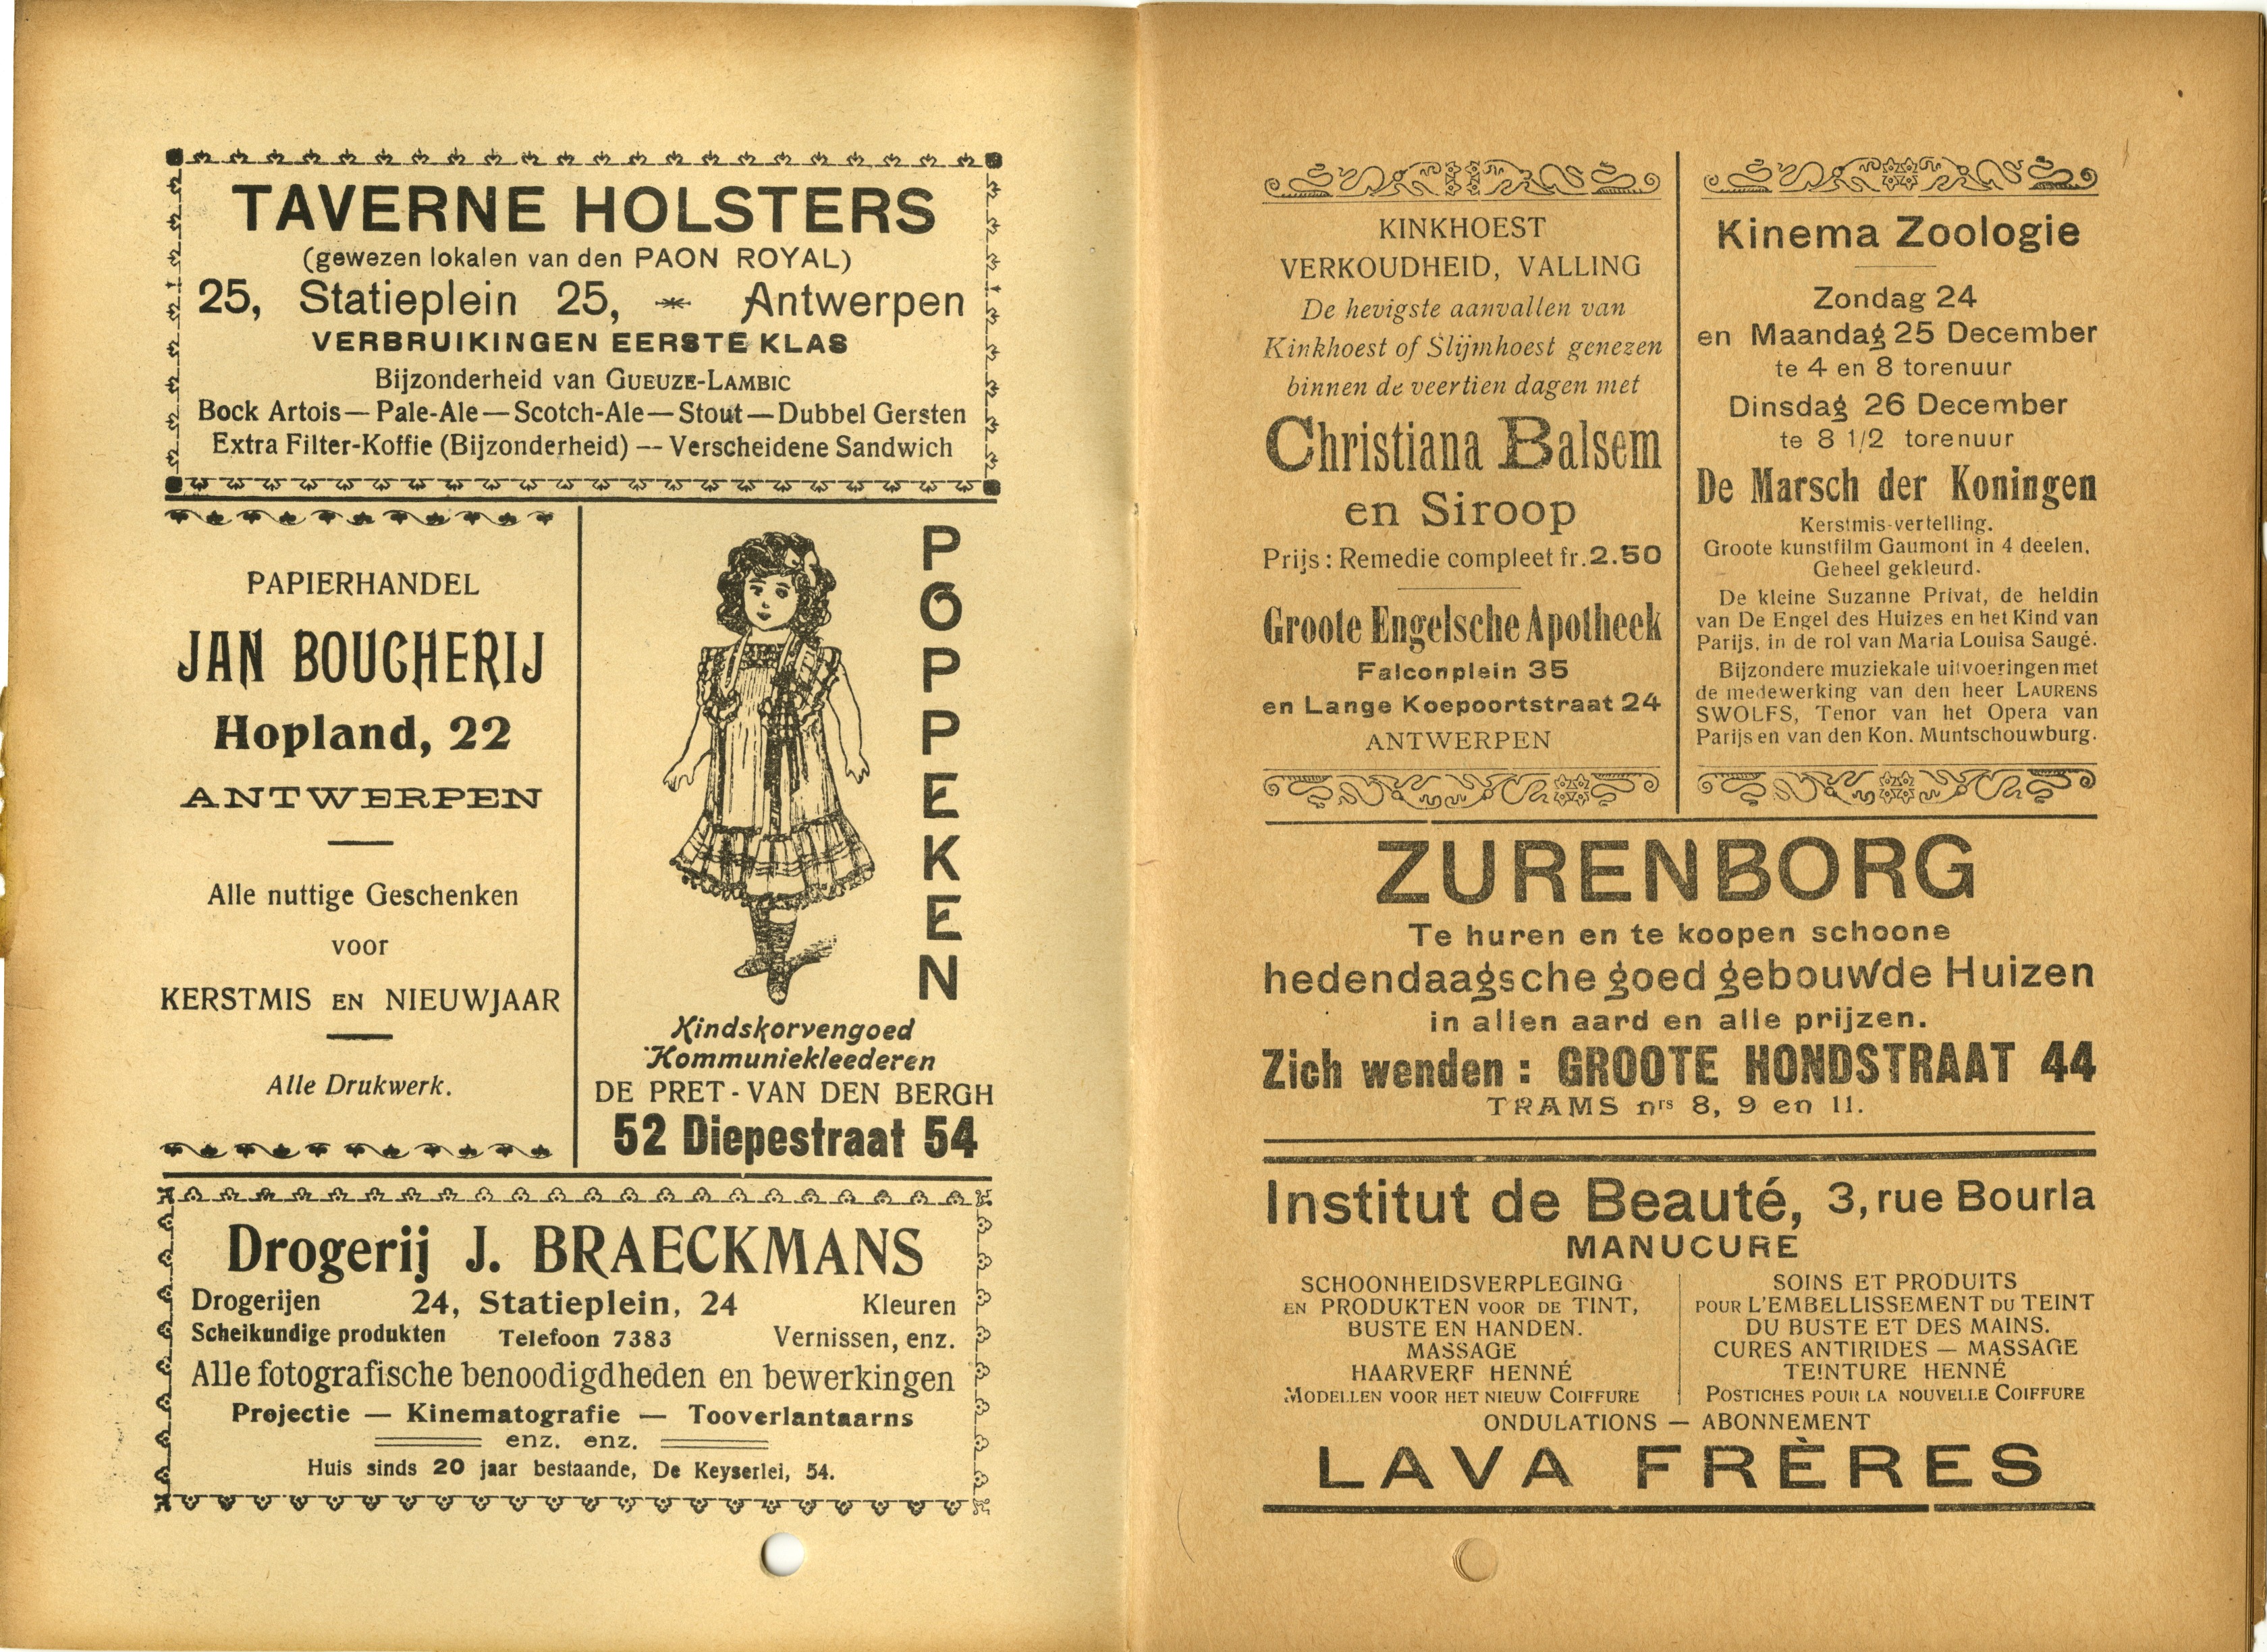 TAVERNE HOLSTERS
(gewezen lokalen van den PAON ROYAL)
25, Statieplein 25, Antwerpen
VERBRUIKINGEN EERSTE KLAS
Bijzonderheid van GUEUZE-LAMBIC
Bock Artois — Pale-Ale — Scotch-Ale — Stout — Dubbel Gersten
Extra Filter-Koffie (Bijzonderheid) — Verscheidene Sandwich
PAPIERHANDEL
JAN BOUCHERIJ
Hopland, 22
ANTWERPEN
Alle nuttige Geschenken
voor
KERSTMIS EN NIEUWJAAR
Alle Drukwerk.
POPPEKEN
Kindskorvengoed
Kommuniekleederen
DE PRET - VAN DEN BERGH
52 Diepestraat 54
Drogerij J. BRAECKMANS
Drogerijen 24, Statieplein, 24 Kleuren
Scheikundige produkten Telefoon 7383 Vernissen, enz.
Alle fotografische benoodigdheden en bewerkingen
Projectie — Kinematografie — Tooverlantaarns
enz. enz.
Huis sinds 20 jaar bestaande, De Keyserlei, 54.
KINKHOEST
VERKOUDHEID, VALLING
De hevigste aanvallen van
Kinkhoest of Slijmhoest genezen
binnen de veertien dagen met
Christiana Balsem
en Siroop
Prijs : Remedie compleet fr. 2.50
Groote Engelsche Apotheek
Falconplein 35
en Lange Koepoortstraat 24
ANTWERPEN
Kinema Zoologie
Zondag 24
en Maandag 25 December
te 4 en 8 torenuur
Dinsdag 26 December
te 8 1/2 torenuur
De Marsch der Koningen
Kerstmis-vertelling.
Groote kunstfilm Gaumont in 4 deelen.
Geheel gekleurd.
De kleine Suzanne Privat, de heldin
van De Engel des Huizes en het Kind van
Parijs, in de rol van Maria Louisa Saugé.
Bijzondere muziekale uitvoeringen met
de medewerking van den heer LAURENS
SWOLFS, Tenor van het Opera van
Parijs en van den Kon. Muntschouwburg.
ZURENBORG
Te huren en te koopen schoone
hedendaagsche goed gebouwde Huizen
in allen aard en alle prijzen.
Zich wenden : GROOTE HONDSTRAAT 44
TRAMS nrs 8, 9 en 11.
Institut de Beauté, 3, rue Bourla
MANUCURE
SCHOONHEIDSVERPLEGING
EN PRODUKTEN VOOR DE TINT,
BUSTE EN HANDEN.
MASSAGE
HAARVERF HENNÉ
MODELLEN VOOR HET NIEUW COIFFURE
SOINS ET PRODUITS
POUR L'EMBELLISSEMENT DU TEINT
DU BUSTE ET DES MAINS.
CURES ANTIRIDES — MASSAGE
TEINTURE HENNÉ
POSTICHES POUR LA NOUVELLE COIFFURE
ONDULATIONS — ABONNEMENT
LAVA FRÈRES